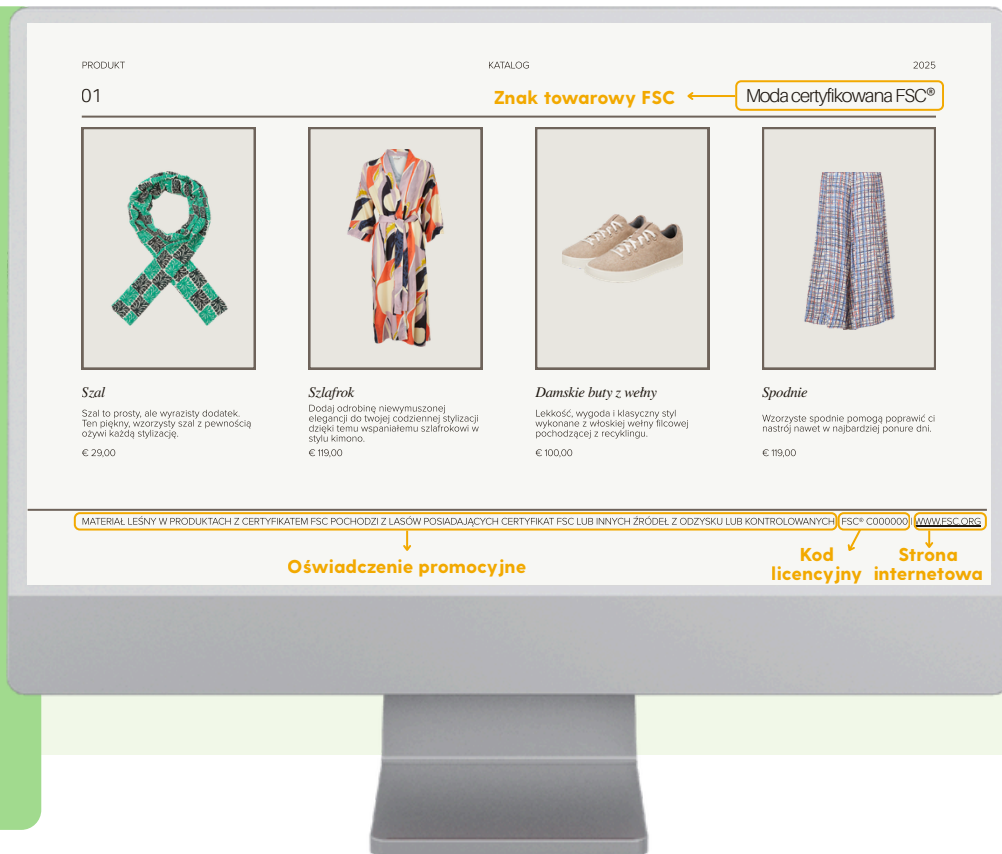 PRODUKT KATALOG 2025
01 Znak towarowy FSC Moda certyfikowana FSC®
Szal
Szal to prosty, ale wyrazisty dodatek.
Ten piękny, wzorzysty szal z pewnością
ożywi każdą stylizację.
€ 29,00
Szlafrok
Dodaj odrobinę niewymuszonej
elegancji do twojej codziennej stylizacji
dzięki temu wspaniałemu szlafrokowi w
stylu kimono.
€ 119,00
Damskie buty z wełny
Lekkość, wygoda i klasyczny styl
wykonane z włoskiej wełny filcowej
pochodzącej z recyklingu.
€ 100,00
Spodnie
Wzorzyste spodnie pomogą poprawić ci
nastrój nawet w najbardziej ponure dni.
€ 119,00
MATERIAŁ LEŚNY W PRODUKTACH Z CERTYFIKATEM FSC POCHODZI Z LASÓW POSIADAJĄCYCH CERTYFIKAT FSC LUB INNYCH ŹRÓDEŁ Z ODZYSKU LUB KONTROLOWANYCH FSC® C000000 | WWW.FSC.ORG
Oświadczenie promocyjne
Kod
licencyjny
Strona
internetowa